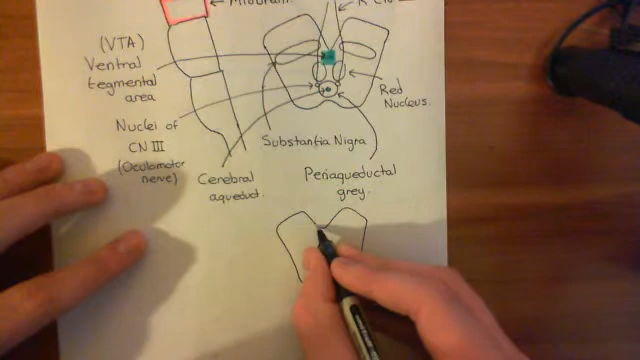 Midbrain
(VTA)
Ventral
tegmental
area
Red
Nucleus.
Nuclei of
CN III
(Oculomotor
nerve)
Substantia Nigra
Cerebral
aqueduct.
Periaqueductal
grey.